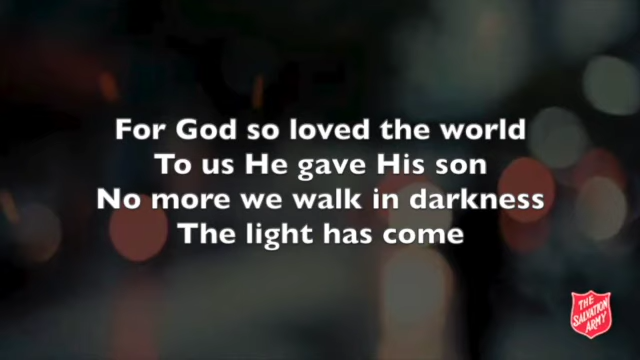 For God so loved the world
To us He gave His son
No more we walk in darkness
The light has come
THE
SALVATION
ARMY